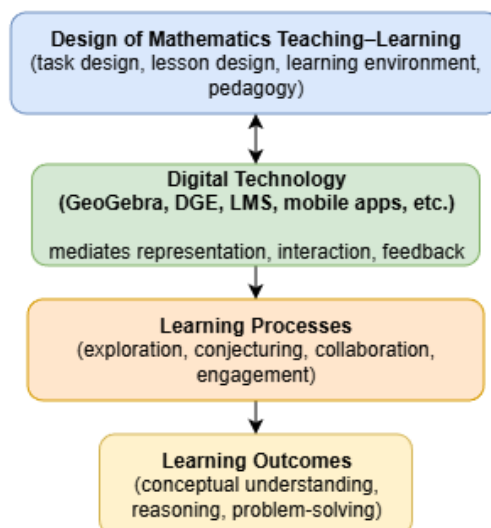 Design of Mathematics Teaching–Learning
(task design, lesson design, learning environment,
pedagogy)
Digital Technology
(GeoGebra, DGE, LMS, mobile apps, etc.)
mediates representation, interaction, feedback
Learning Processes
(exploration, conjecturing, collaboration,
engagement)
Learning Outcomes
(conceptual understanding,
reasoning, problem-solving)